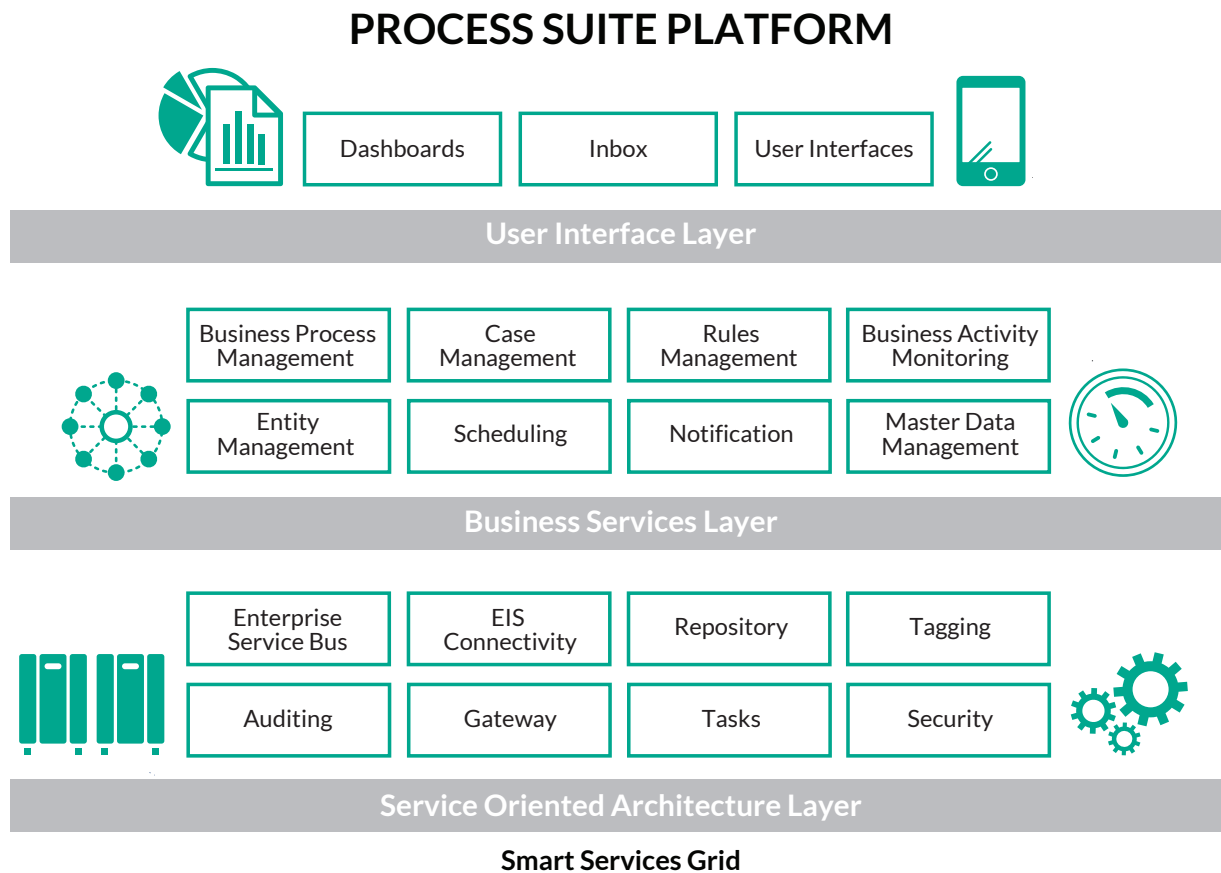 PROCESS SUITE PLATFORM
Dashboards
Inbox
User Interfaces
User Interface Layer
Business Process
Management
Case
Management
Rules
Management
Business Activity
Monitoring
Entity
Management
Scheduling
Notification
Master Data
Management
Business Services Layer
Enterprise
Service Bus
EIS
Connectivity
Repository
Tagging
Auditing
Gateway
Tasks
Security
Service Oriented Architecture Layer
Smart Services Grid